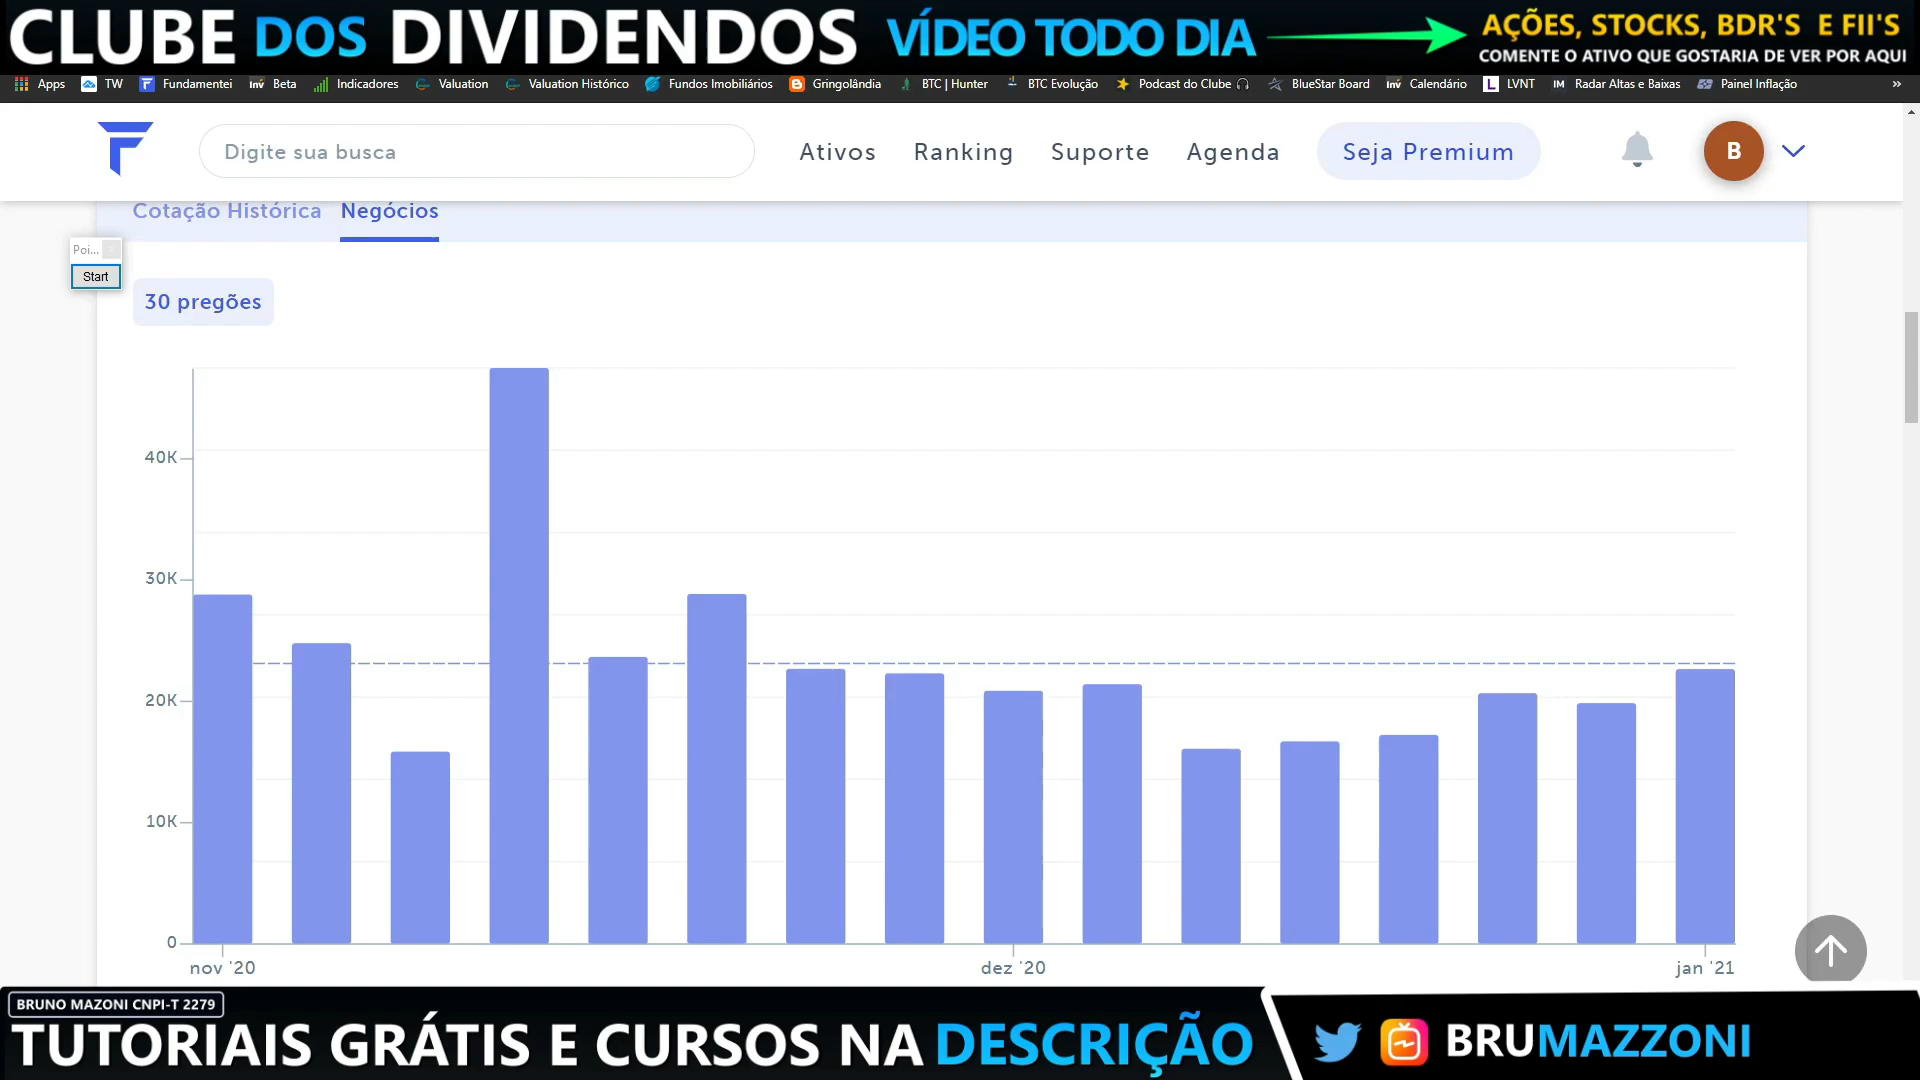 CLUBE DOS DIVIDENDOS VÍDEO TODO DIA
AÇÕES, STOCKS, BDR'S E FII'S
COMENTE O ATIVO QUE GOSTARIA DE VER POR AQUI
Apps TW Fundamentei Beta Indicadores Valuation Valuation Histórico Fundos Imobiliários Gringolândia BTC | Hunter BTC Evolução Podcast do Clube BlueStar Board Calendário LVNT Radar Altas e Baixas Painel Inflação »
Digite sua busca
Ativos Ranking Suporte Agenda Seja Premium B
Cotação Histórica Negócios
Poi...
Start
30 pregões
40K
30K
20K
10K
0
nov '20 dez '20 jan '21
BRUNO MAZONI CNPI-T 2279
TUTORIAIS GRÁTIS E CURSOS NA DESCRIÇÃO
BRUMAZZONI